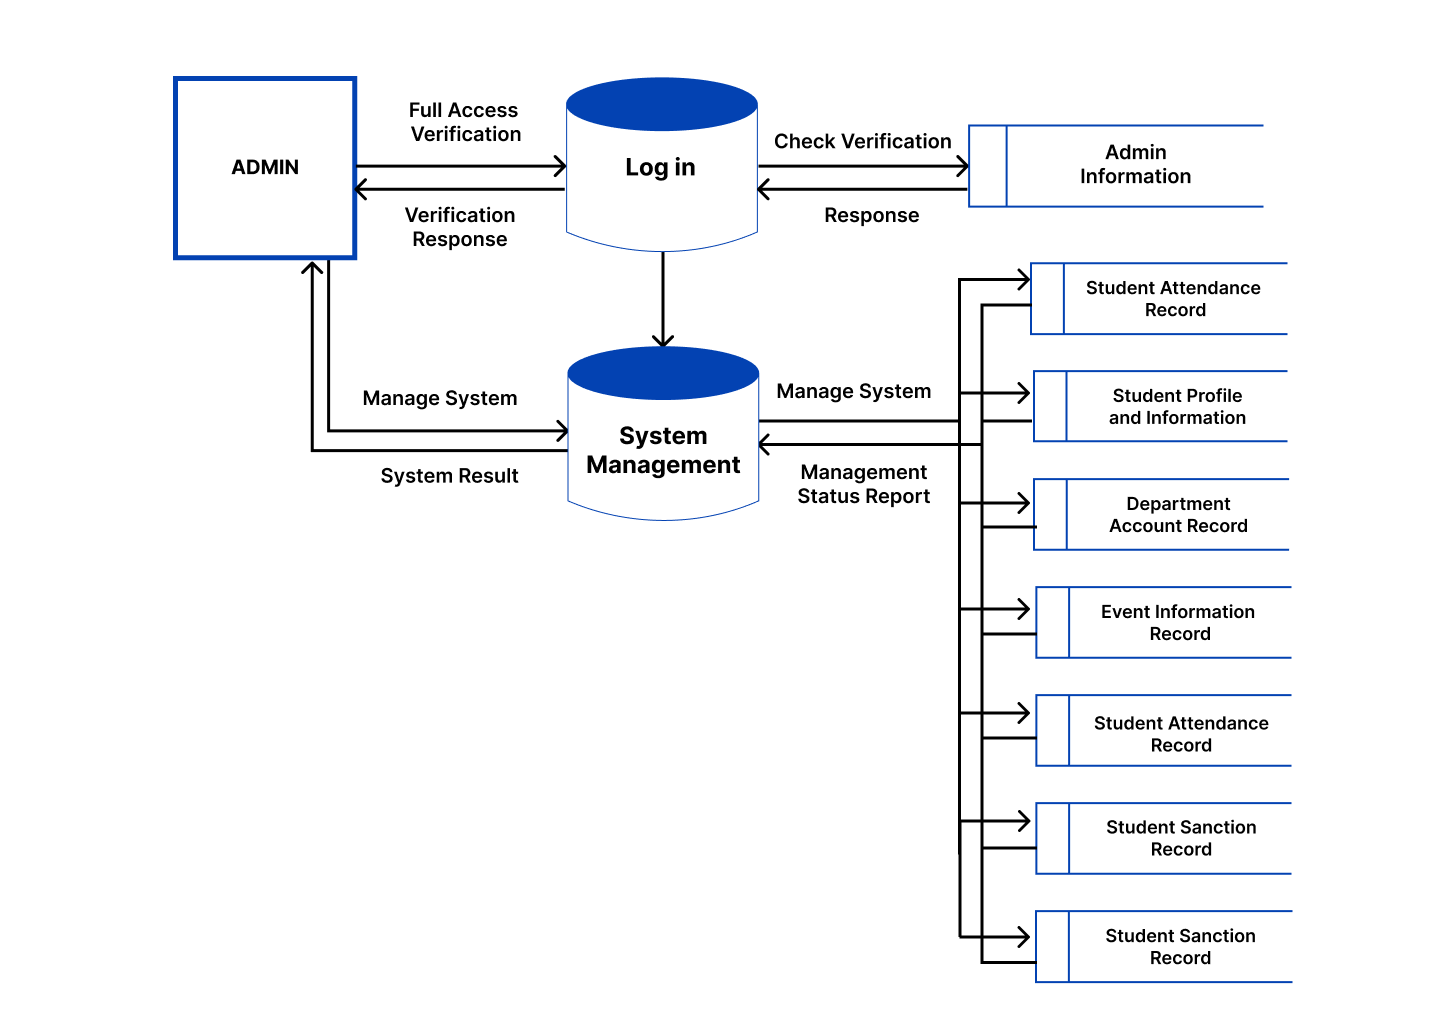 ADMIN
Full Access
Verification
Verification
Response
Log in
Check Verification
Response
Admin
Information
Manage System
System Result
System
Management
Manage System
Management
Status Report
Student Attendance
Record
Student Profile
and Information
Department
Account Record
Event Information
Record
Student Attendance
Record
Student Sanction
Record
Student Sanction
Record